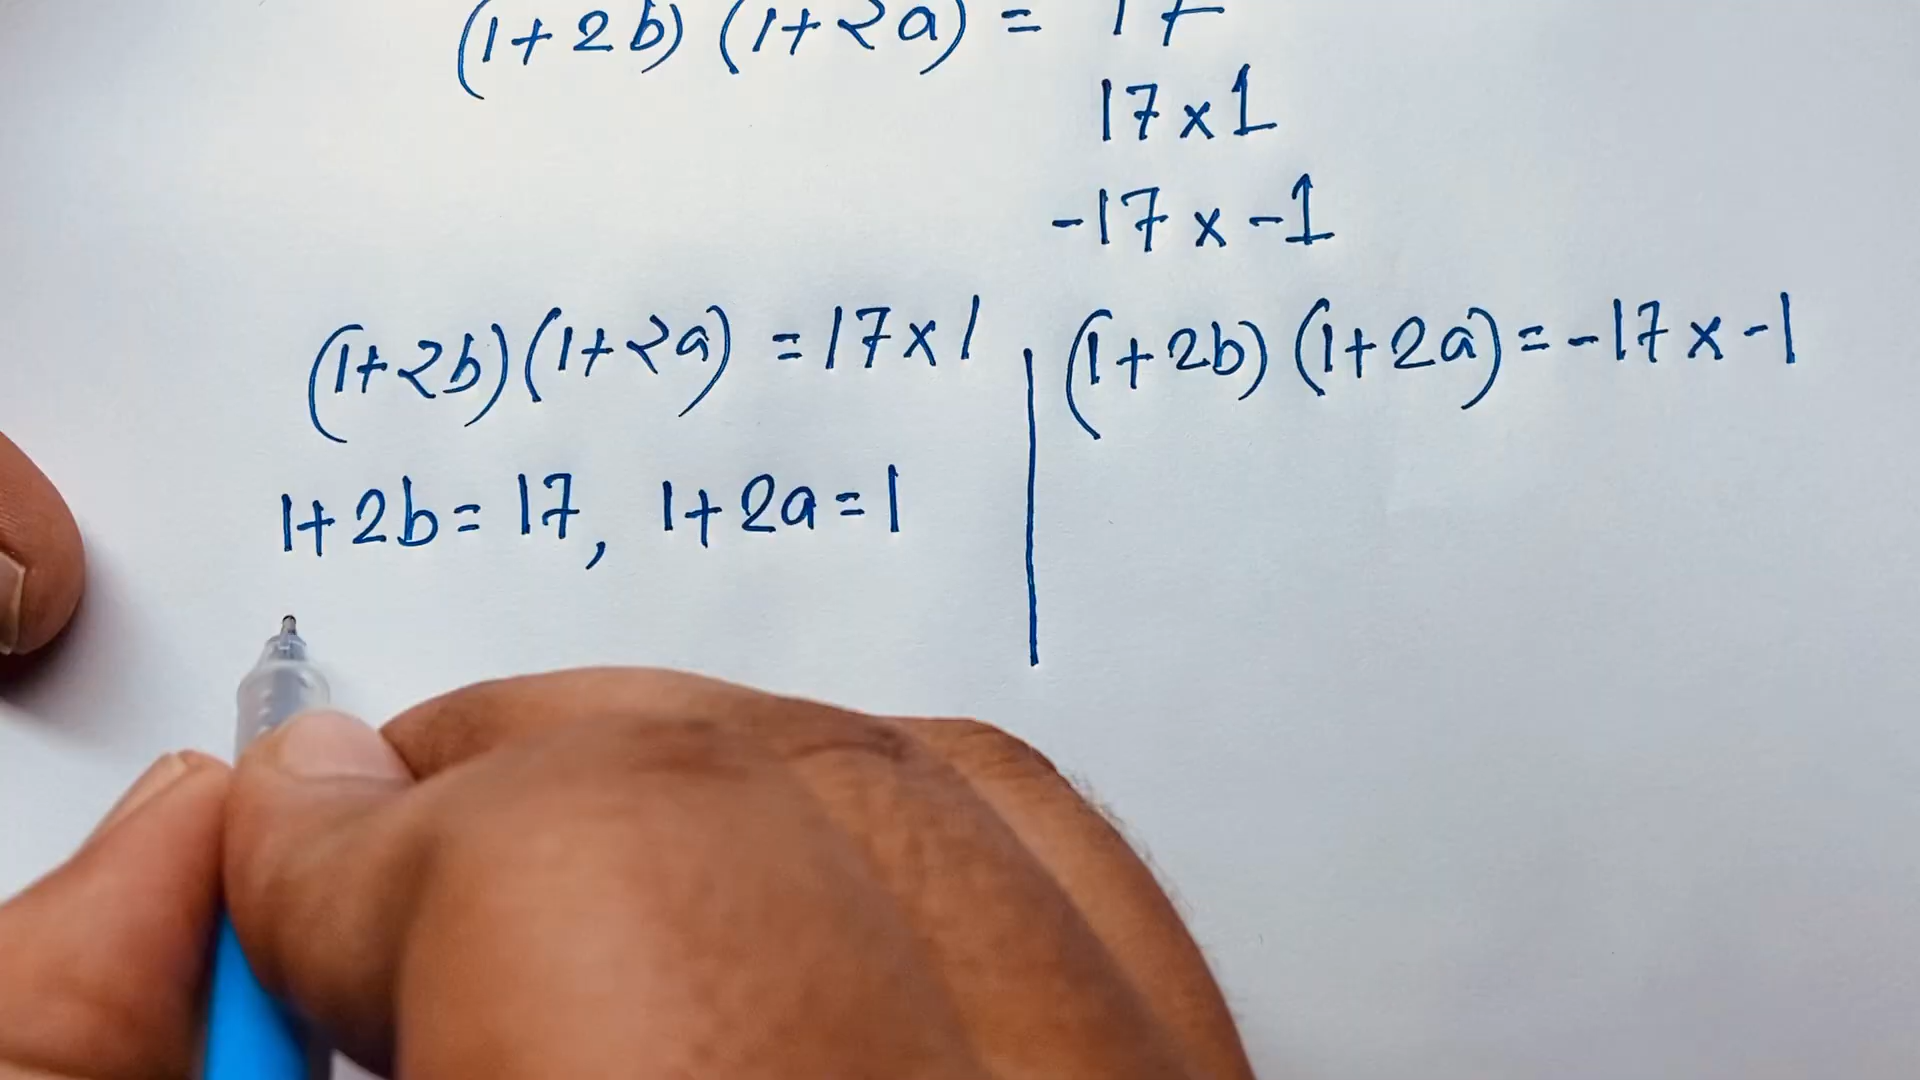 (1+2b) (1+2a) = 17
17 x 1
-17 x -1
(1+2b)(1+2a) = 17 x 1
(1+2b) (1+2a) = -17 x -1
1+2b = 17, 1+2a = 1